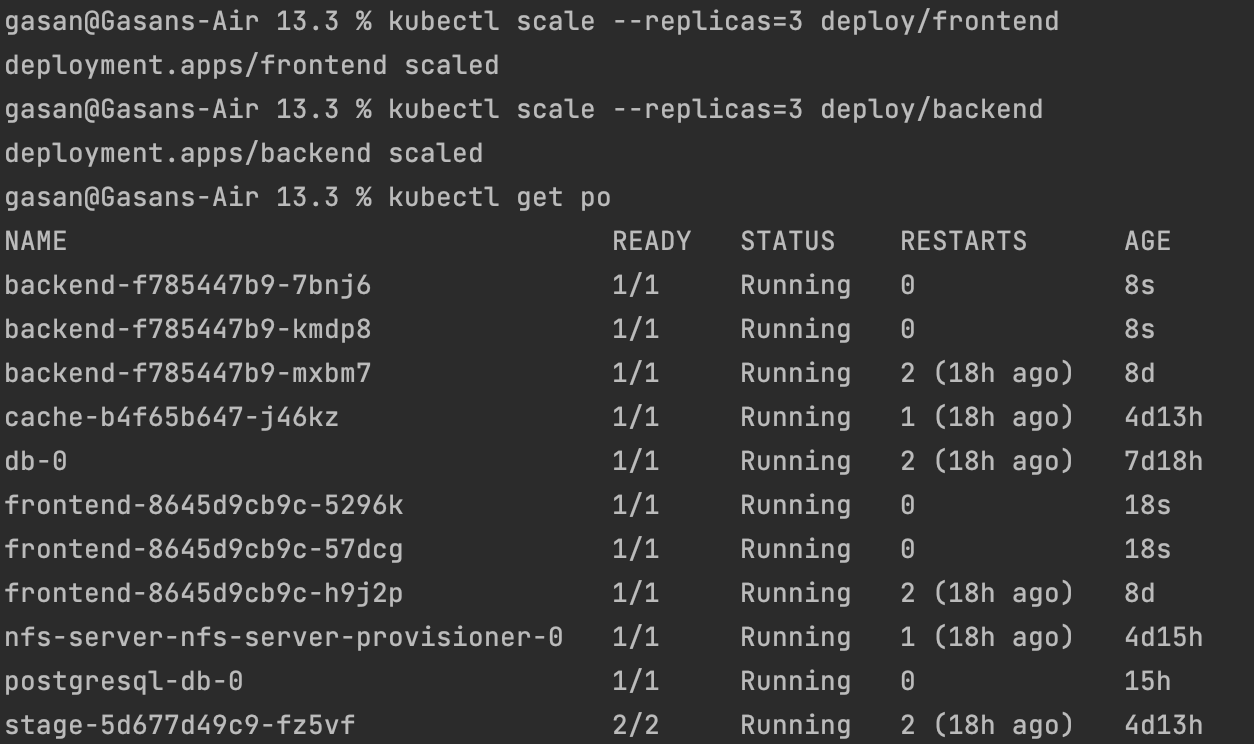 gasan@Gasans-Air 13.3 % kubectl scale --replicas=3 deploy/frontend
deployment.apps/frontend scaled
gasan@Gasans-Air 13.3 % kubectl scale --replicas=3 deploy/backend
deployment.apps/backend scaled
gasan@Gasans-Air 13.3 % kubectl get po
NAME READY STATUS RESTARTS AGE
backend-f785447b9-7bnj6 1/1 Running 0 8s
backend-f785447b9-kmdp8 1/1 Running 0 8s
backend-f785447b9-mxbm7 1/1 Running 2 (18h ago) 8d
cache-b4f65b647-j46kz 1/1 Running 1 (18h ago) 4d13h
db-0 1/1 Running 2 (18h ago) 7d18h
frontend-8645d9cb9c-5296k 1/1 Running 0 18s
frontend-8645d9cb9c-57dcg 1/1 Running 0 18s
frontend-8645d9cb9c-h9j2p 1/1 Running 2 (18h ago) 8d
nfs-server-nfs-server-provisioner-0 1/1 Running 1 (18h ago) 4d15h
postgresql-db-0 1/1 Running 0 15h
stage-5d677d49c9-fz5vf 2/2 Running 2 (18h ago) 4d13h